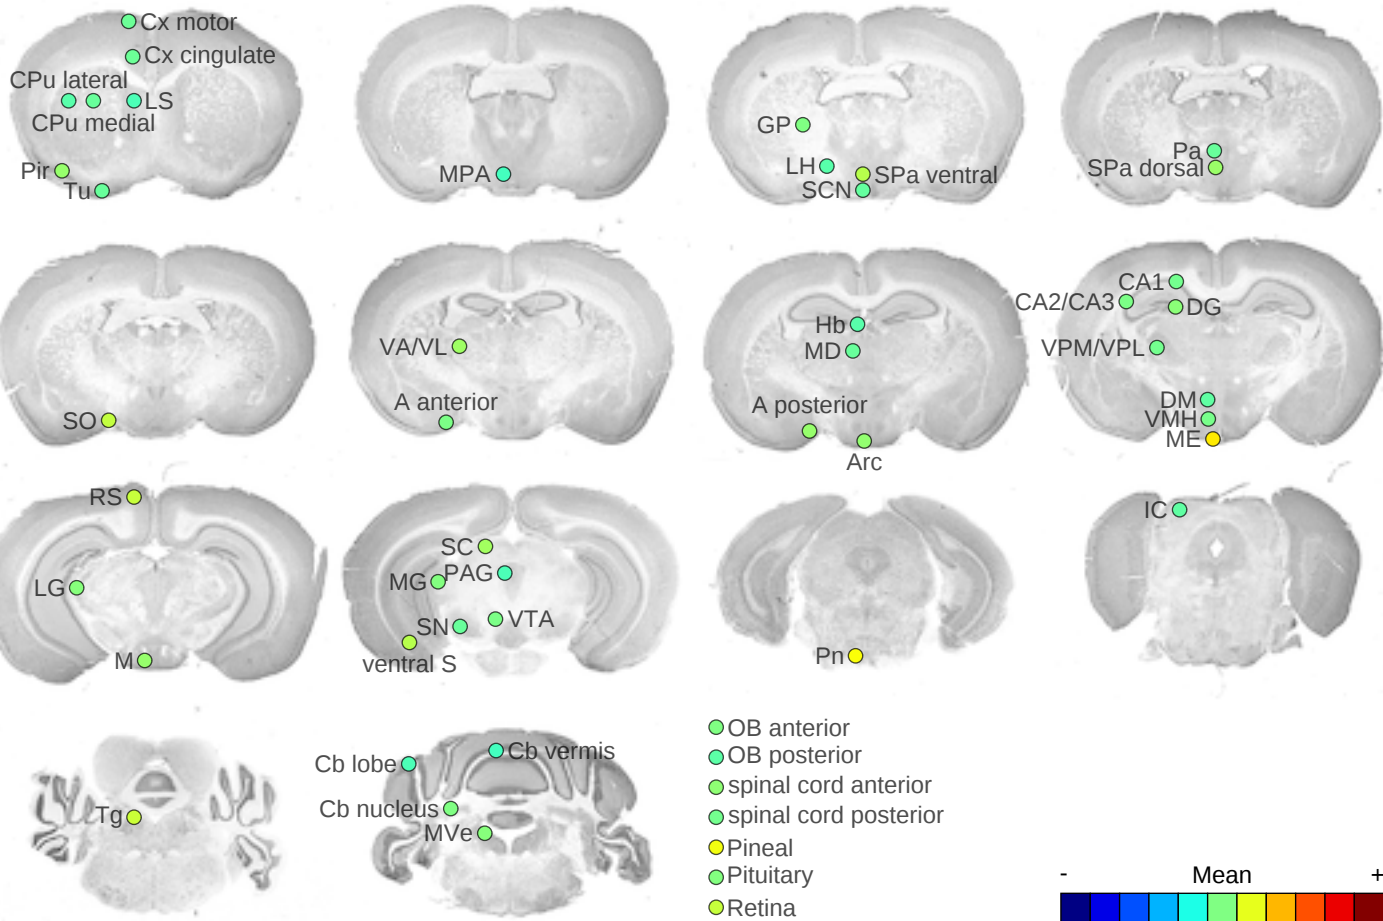 Cx motor
Cx cingulate
CPu lateral
LS
CPu medial
Pir
Tu
MPA
GP
LH
SPa ventral
SCN
Pa
SPa dorsal
SO
VA/VL
A anterior
Hb
MD
A posterior
Arc
CA1
CA2/CA3
DG
VPM/VPL
DM
VMH
ME
RS
LG
M
SC
PAG
MG
VTA
SN
ventral S
Pn
IC
Tg
Cb vermis
Cb lobe
Cb nucleus
MVe
OB anterior
OB posterior
spinal cord anterior
spinal cord posterior
Pineal
Pituitary
Retina
- Mean +